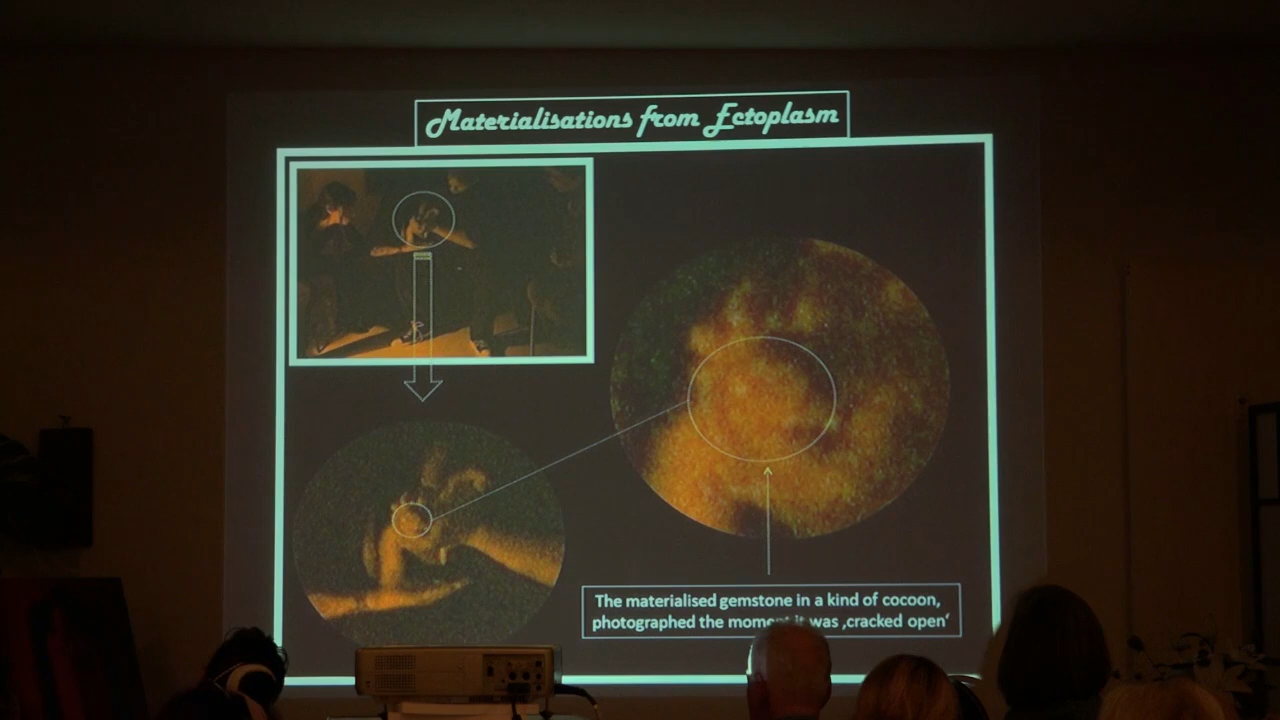 Materialisations from Ectoplasm
The materialised gemstone in a kind of cocoon,
photographed the moment it was ‚cracked open‘